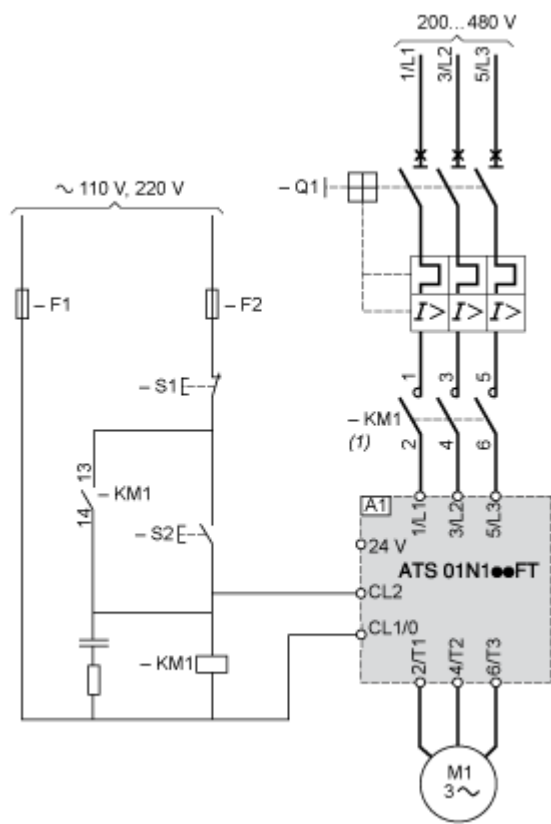 200... 480 V
1/L1
3/L2
5/L3
– Q1
~ 110 V, 220 V
– F1
– F2
I>
I>
I>
– S1
1
3
5
– KM1
(1)
2
4
6
13
14
– KM1
– S2
A1
1/L1
3/L2
5/L3
24 V
ATS 01N1●●FT
CL2
CL1/0
– KM1
2/T1
4/T2
6/T3
M1
3~